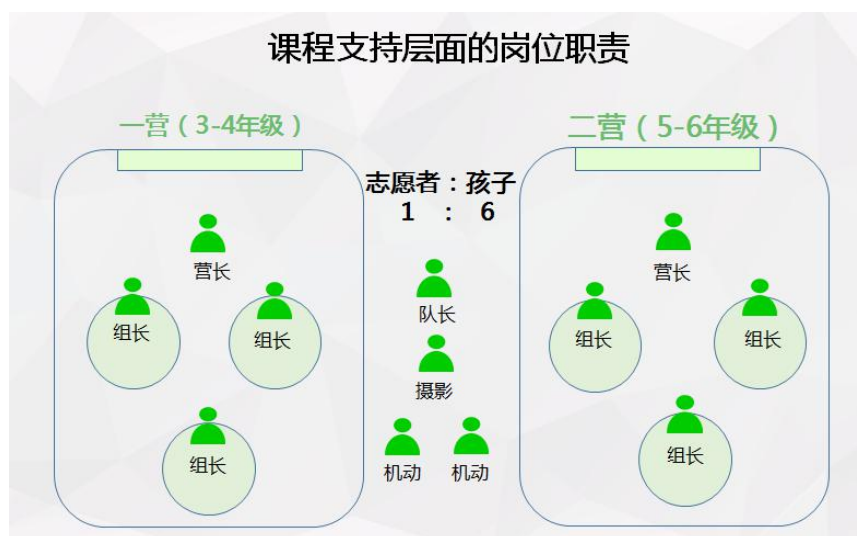 课程支持层面的岗位职责
一营（3-4年级）
二营（5-6年级）
志愿者：孩子
1 : 6
营长
组长
组长
组长
队长
摄影
机动
机动
营长
组长
组长
组长